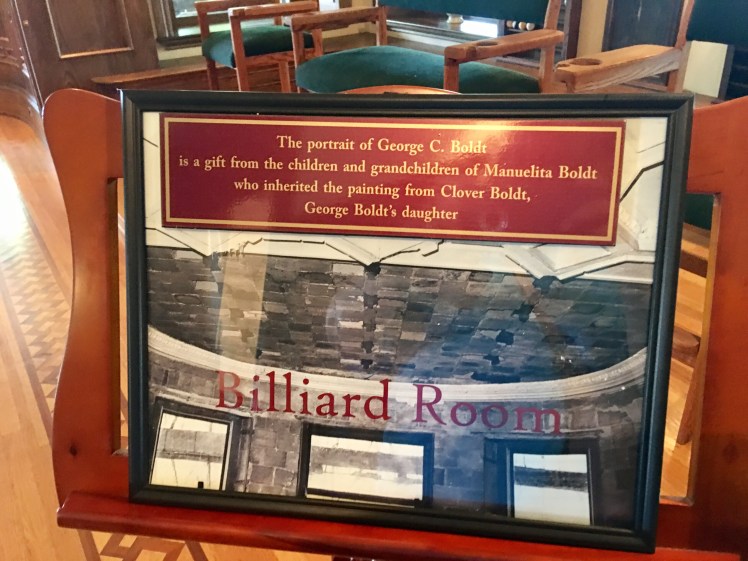 The portrait of George C. Boldt
is a gift from the children and grandchildren of Manuelita Boldt
who inherited the painting from Clover Boldt,
George Boldt's daughter
Billiard Room